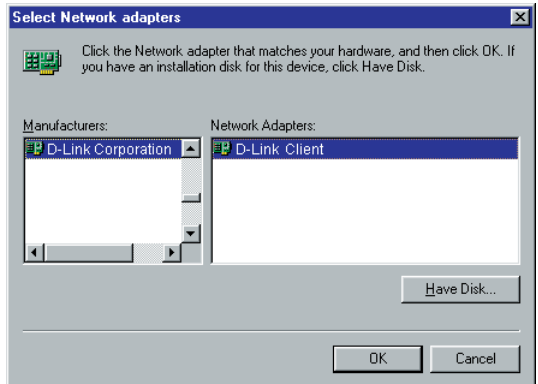 Select Network adapters
Click the Network adapter that matches your hardware, and then click OK. If
you have an installation disk for this device, click Have Disk.
Manufacturers:
Network Adapters:
D-Link Corporation
D-Link Client
Have Disk...
OK
Cancel